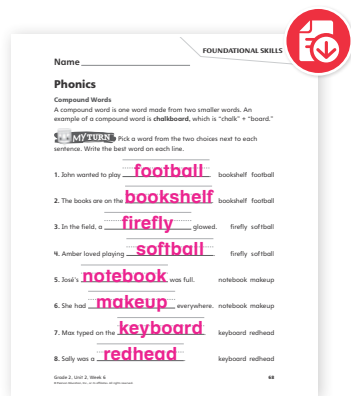 FOUNDATIONAL SKILLS
Name
Phonics
Compound Words
A compound word is one word made from two smaller words. An
example of a compound word is chalkboard, which is “chalk” + “board.”
MY TURN Pick a word from the two choices next to each
sentence. Write the best word on each line.
1. John wanted to play football bookshelf football
2. The books are on the bookshelf bookshelf football
3. In the field, a firefly glowed. firefly softball
4. Amber loved playing softball firefly softball
5. José's notebook was full. notebook makeup
6. She had makeup everywhere. notebook makeup
7. Max typed on the keyboard keyboard redhead
8. Sally was a redhead keyboard redhead
Grade 2, Unit 2, Week 6 68